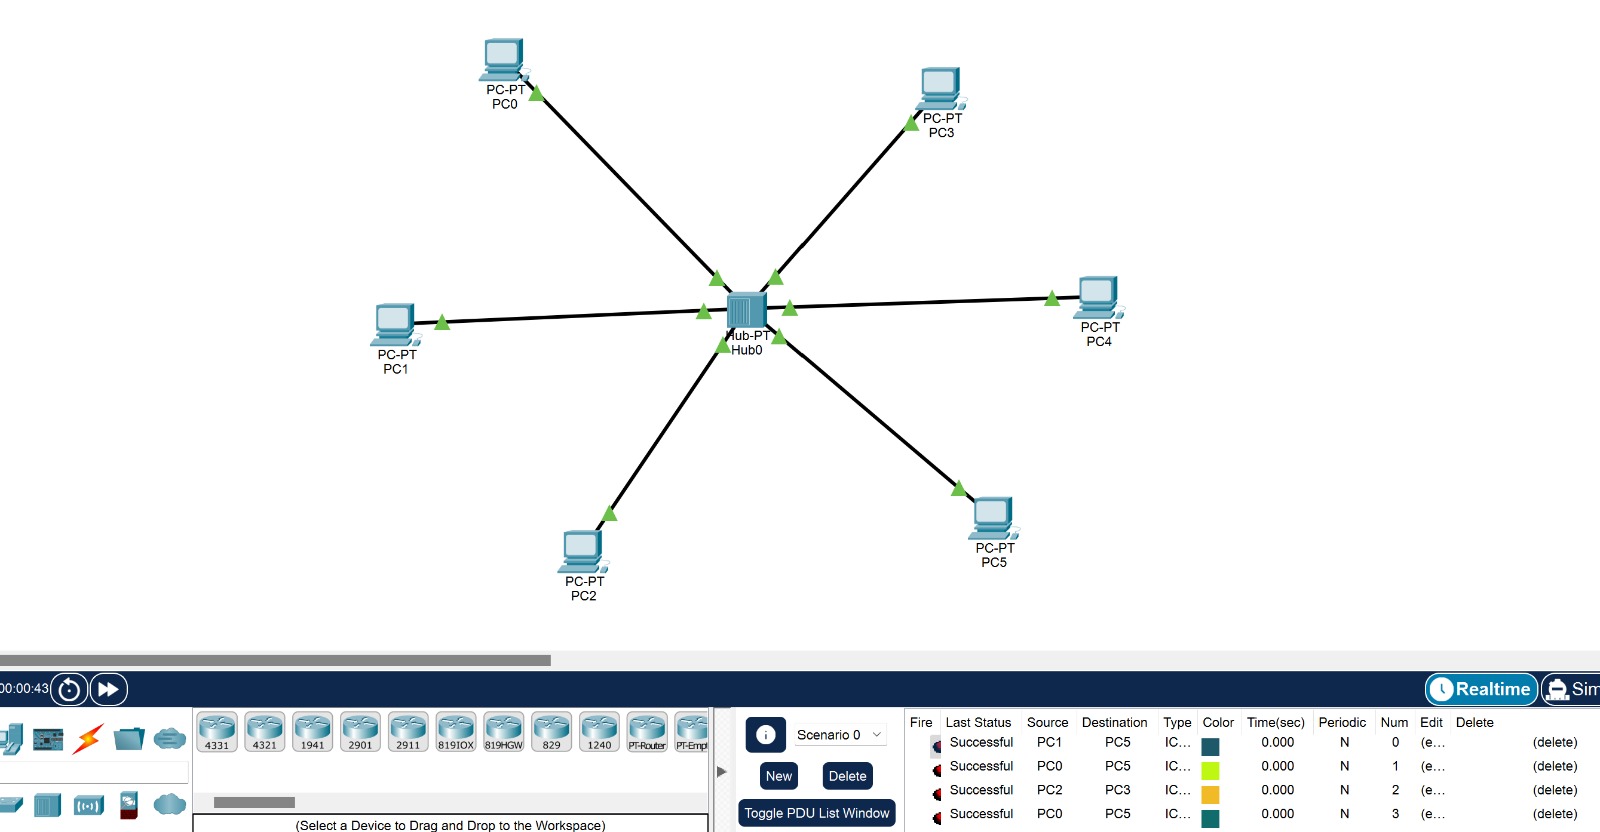 PC-PT
PC0
PC-PT
PC3
PC-PT
PC4
Hub-PT
Hub0
PC-PT
PC1
PC-PT
PC5
PC-PT
PC2
00:00:43
Realtime
Sim
4331
4321
1941
2901
2911
819IOX
819HGW
829
1240
PT-Router
PT-Empt
(Select a Device to Drag and Drop to the Workspace)
Scenario 0
New
Delete
Toggle PDU List Window
Fire Last Status Source Destination Type Color Time(sec) Periodic Num Edit Delete
Successful PC1 PC5 IC... 0.000 N 0 (e... (delete)
Successful PC0 PC5 IC... 0.000 N 1 (e... (delete)
Successful PC2 PC3 IC... 0.000 N 2 (e... (delete)
Successful PC0 PC5 IC... 0.000 N 3 (e... (delete)